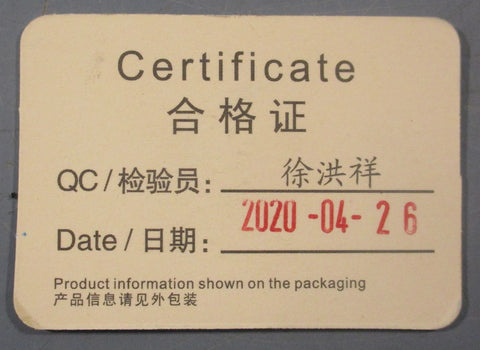 Certificate
合格证
QC / 检验员: 徐洪祥
Date / 日期: 2020-04-26
Product information shown on the packaging
产品信息请见外包装